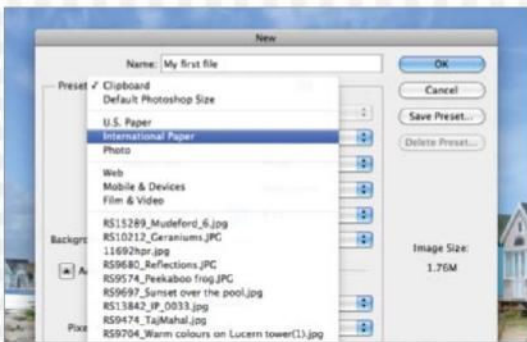 New
Name: My first file
OK
Preset ✓ Clipboard
Cancel
Default Photoshop Size
Save Preset...
U.S. Paper
International Paper
Delete Preset...
Photo
Web
Mobile & Devices
Film & Video
RS15289_Mudeford_6.jpg
Backgro
RS10212_Geraniums.JPG
11692hpr.jpg
Image Size:
RS9680_Reflections.JPG
1.76M
A
RS9574_Peekaboo frog.JPG
RS9697_Sunset over the pool.jpg
RS13842_IP_0033.jpg
RS9474_TajMahal.jpg
Pixe
RS9704_Warm colours on Lucern tower(1).jpg